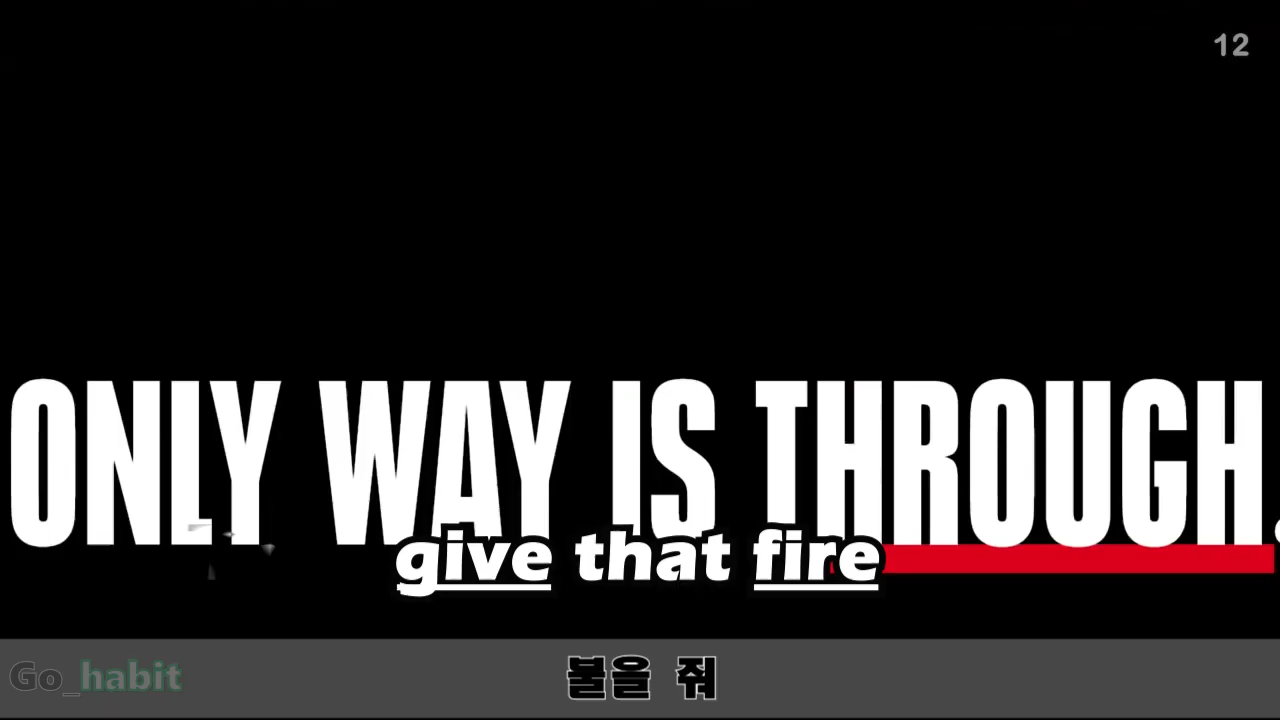 12
ONLY WAY IS THROUGH.
give that fire
Go_habit
불을 줘